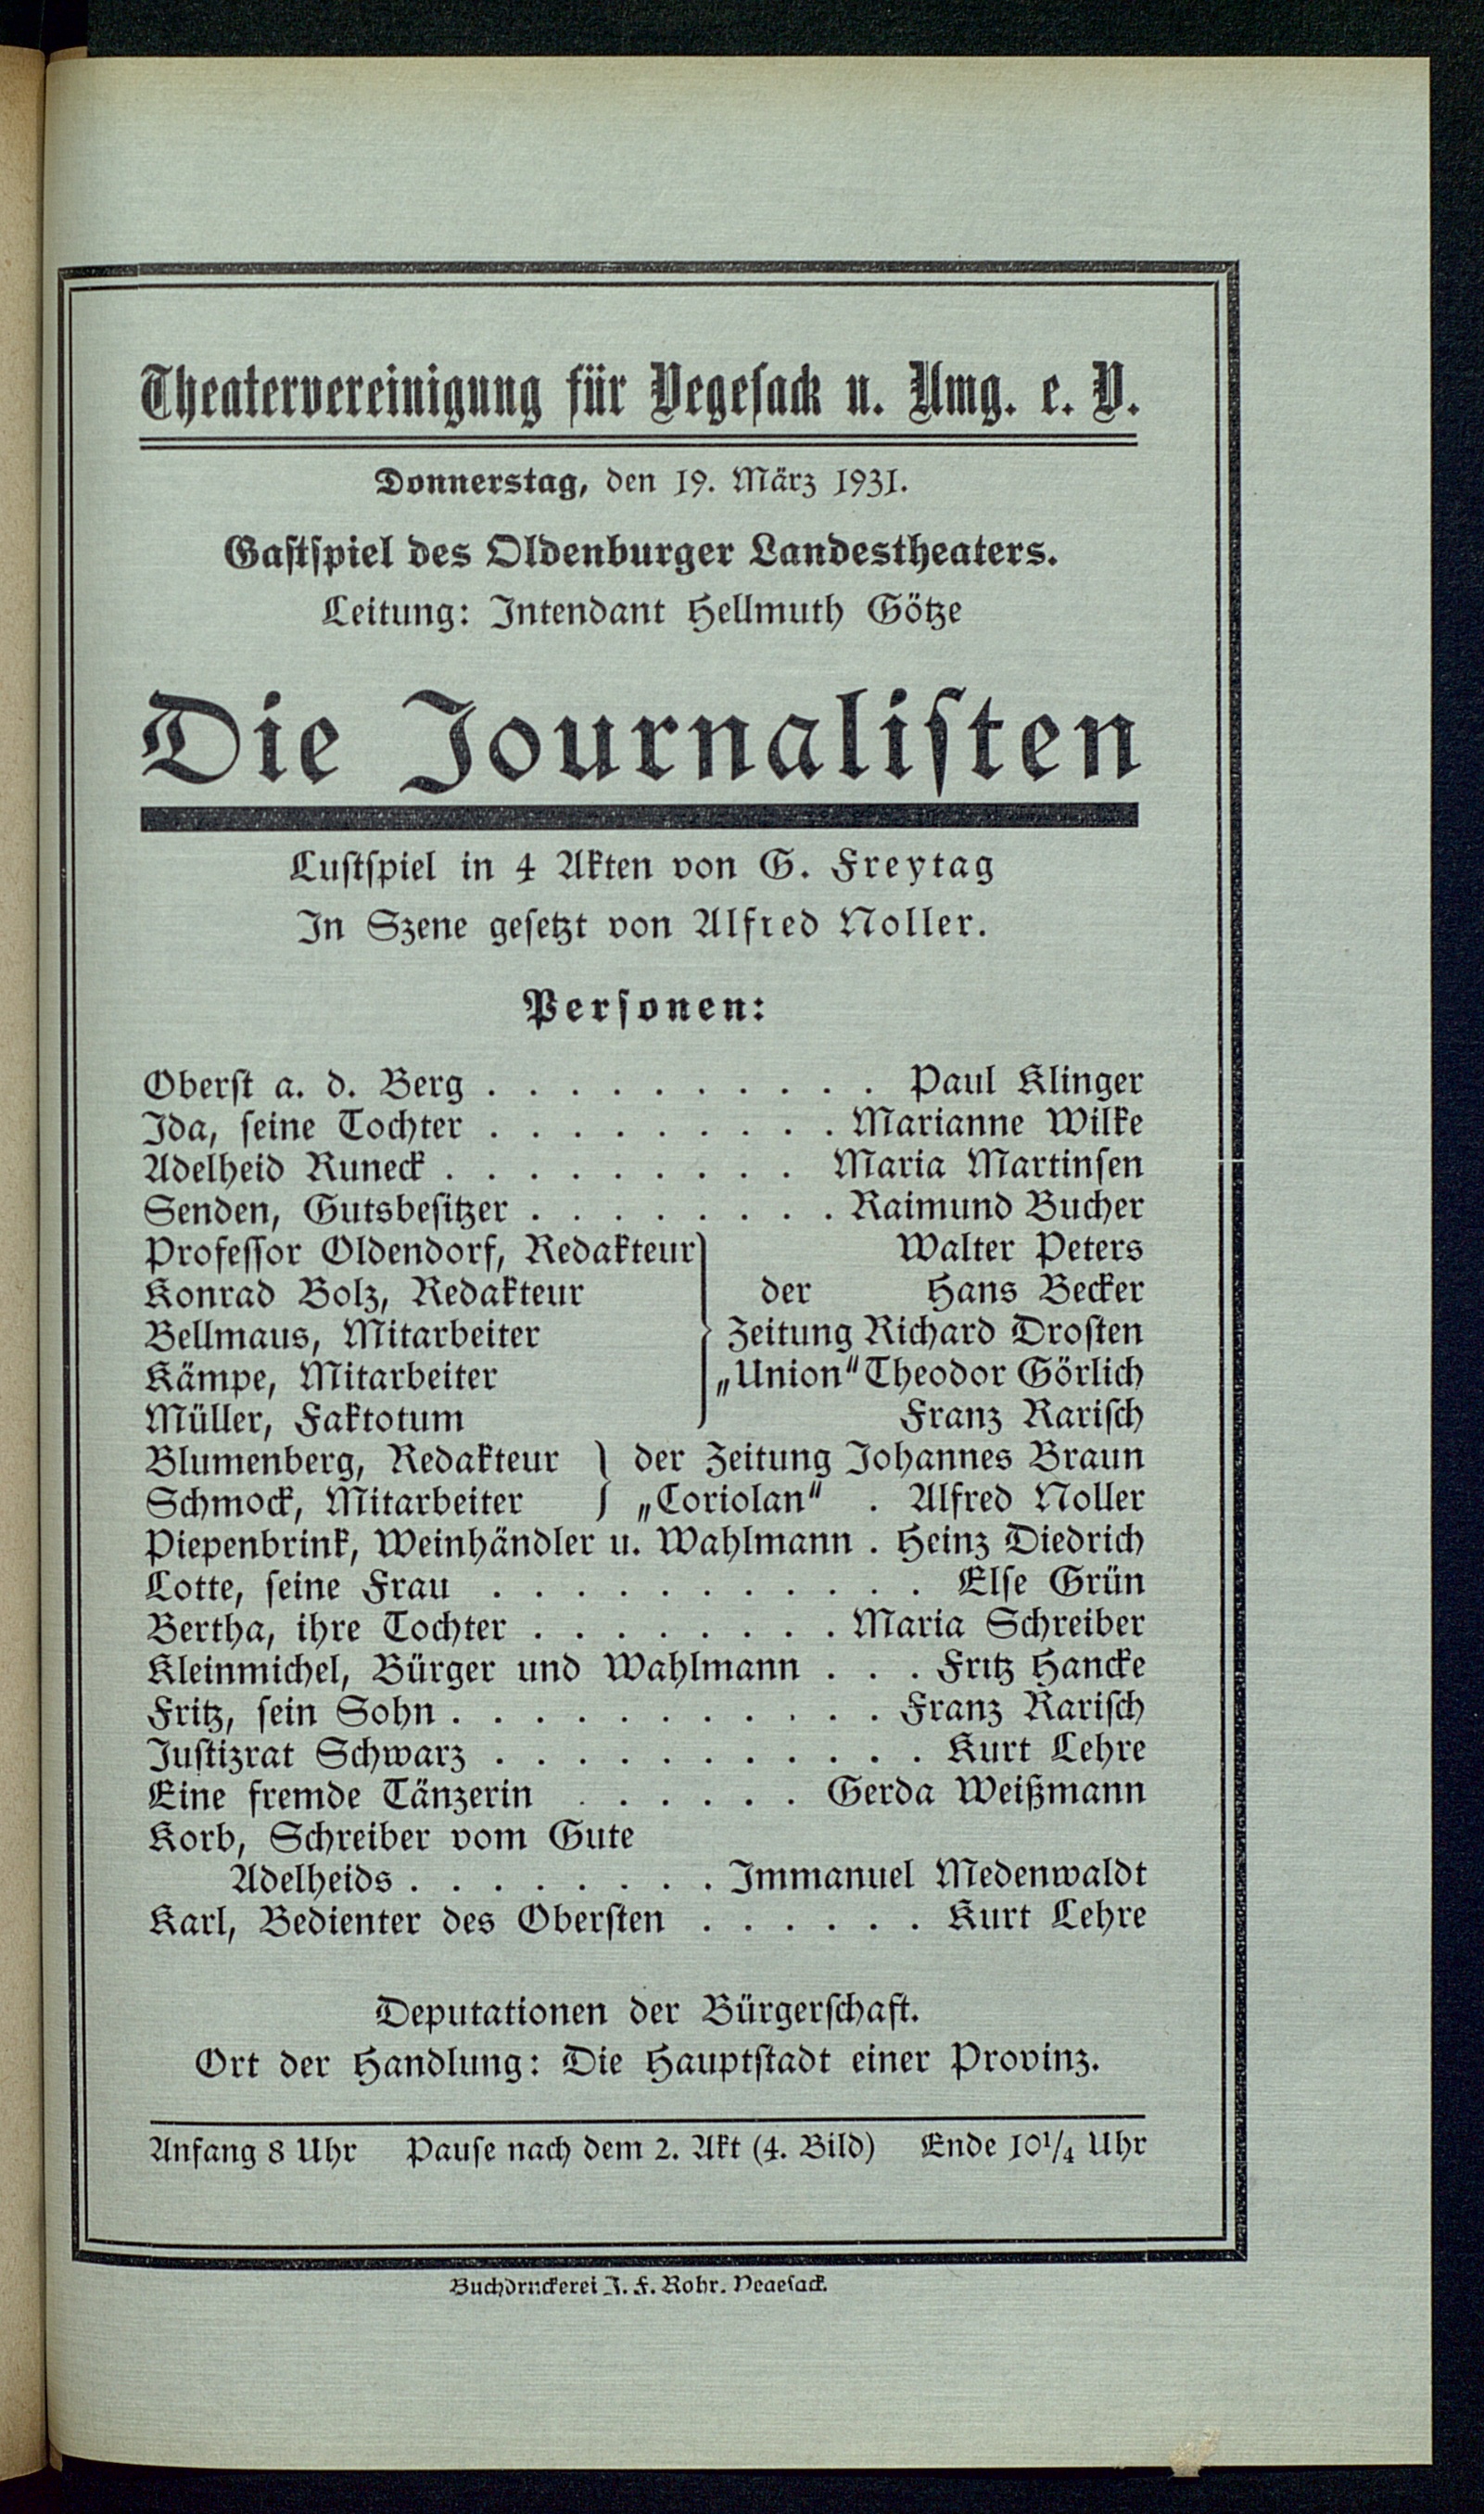 Theatervereinigung für Vegesack u. Umg. e. V.
Donnerstag, den 19. März 1931.
Gastspiel des Oldenburger Landestheaters.
Leitung: Intendant Hellmuth Götze
Die Journalisten
Lustspiel in 4 Akten von G. Freytag
In Szene gesetzt von Alfred Noller.
Personen:
Oberst a. d. Berg . . . . . . . . . . Paul Klinger
Ida, seine Tochter . . . . . . . . . Marianne Wilke
Adelheid Runeck . . . . . . . . . Maria Martinsen
Senden, Gutsbesitzer . . . . . . . . Raimund Bucher
Professor Oldendorf, Redakteur Walter Peters
Konrad Bolz, Redakteur der Hans Becker
Bellmaus, Mitarbeiter Zeitung Richard Drosten
Kämpe, Mitarbeiter „Union" Theodor Görlich
Müller, Faktotum Franz Rarisch
Blumenberg, Redakteur } der Zeitung Johannes Braun
Schmock, Mitarbeiter „Coriolan" . Alfred Noller
Piepenbrink, Weinhändler u. Wahlmann . Heinz Diedrich
Lotte, seine Frau . . . . . . . . . . . Else Grün
Bertha, ihre Tochter . . . . . . . . Maria Schreiber
Kleinmichel, Bürger und Wahlmann . . . Fritz Hancke
Fritz, sein Sohn . . . . . . . . . . . Franz Rarisch
Justizrat Schwarz . . . . . . . . . . . Kurt Lehre
Eine fremde Tänzerin . . . . . . Gerda Weißmann
Korb, Schreiber vom Gute
Adelheids . . . . . . . . Immanuel Medenwaldt
Karl, Bedienter des Obersten . . . . . . Kurt Lehre
Deputationen der Bürgerschaft.
Ort der Handlung: Die Hauptstadt einer Provinz.
Anfang 8 Uhr Pause nach dem 2. Akt (4. Bild) Ende 10¹/₄ Uhr
Buchdruckerei J. F. Rohr. Vegesack.